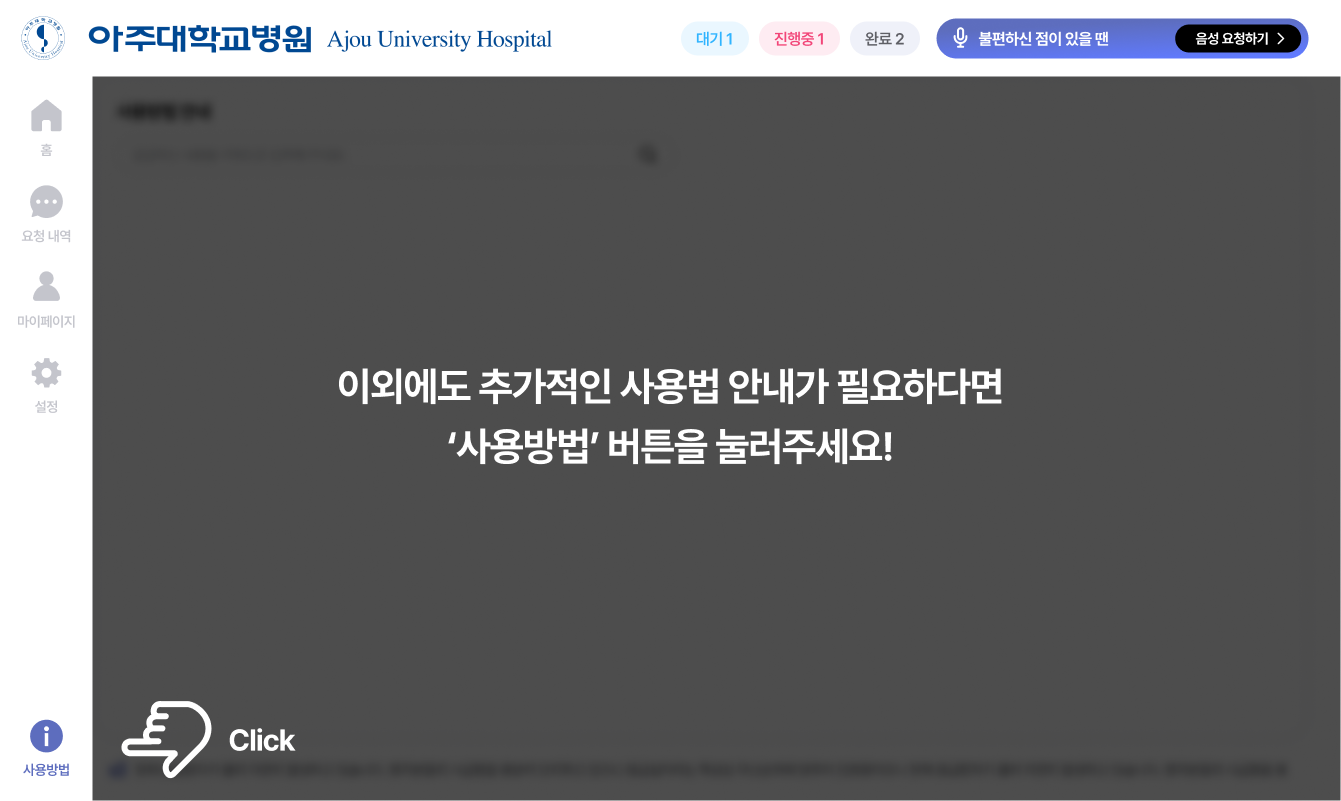 아주대학교병원 Ajou University Hospital
대기 1 진행중 1 완료 2
불편하신 점이 있을 땐 음성 요청하기
홈
요청 내역
마이페이지
설정
이외에도 추가적인 사용법 안내가 필요하다면
‘사용방법’ 버튼을 눌러주세요!
Click
사용방법